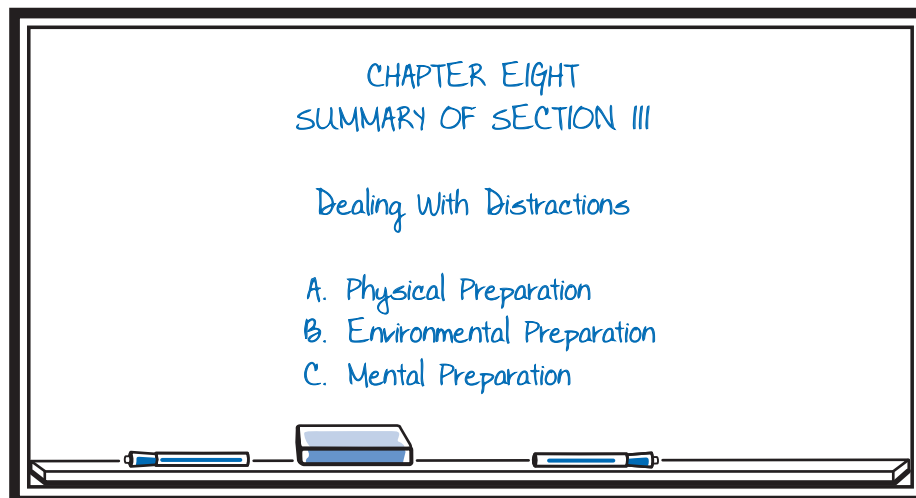 CHAPTER EIGHT
SUMMARY OF SECTION III
Dealing With Distractions
A. Physical Preparation
B. Environmental Preparation
C. Mental Preparation